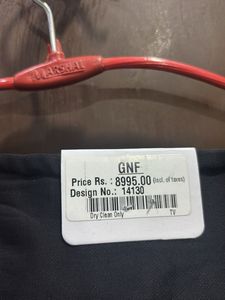 MARSHAL
GNF
Price Rs. : 8995.00 (Incl. of taxes)
Design No.: 14130
Dry Clean Only TV